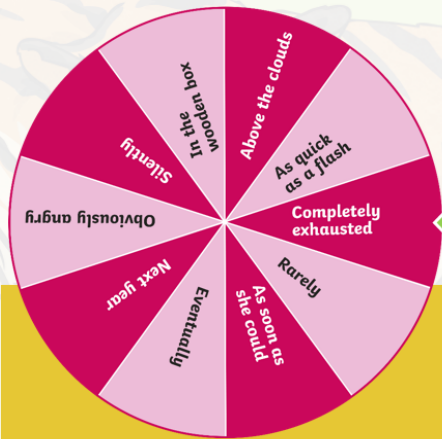 Above the clouds
As quick
as a flash
Completely
exhausted
Rarely
As soon as
she could
Eventually
Next year
Obviously angry
Silently
In the
wooden box